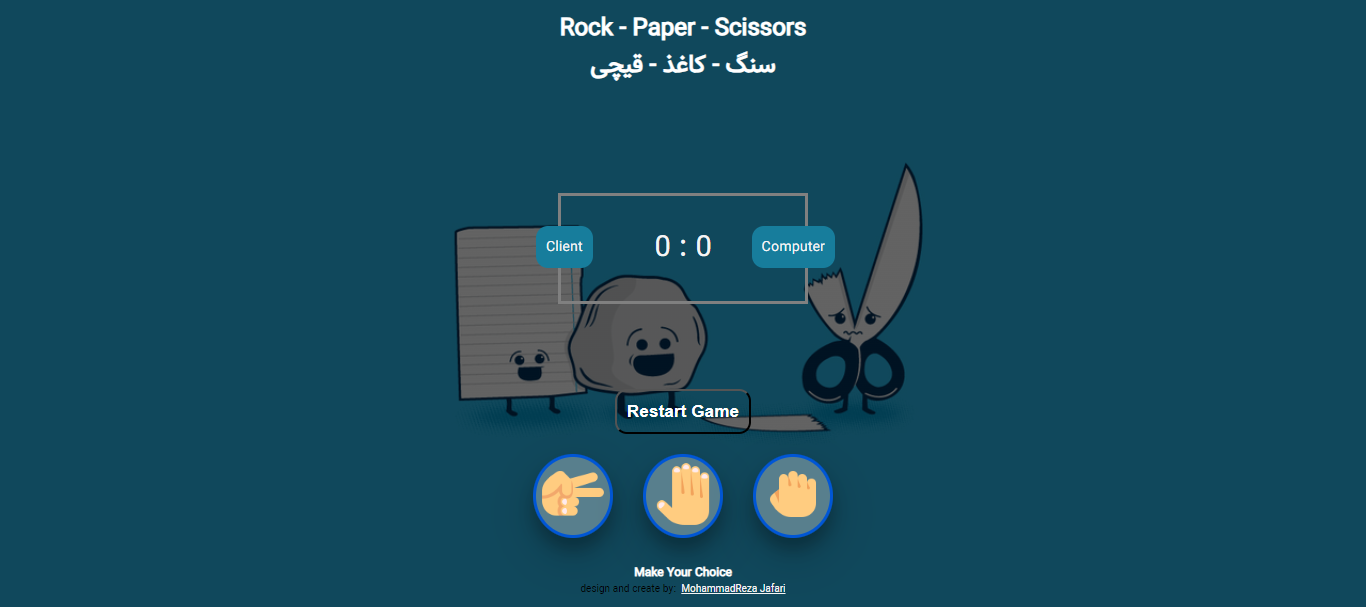 Rock - Paper - Scissors
سنگ - کاغذ - قیچی
Client 0 : 0 Computer
Restart Game
Make Your Choice
design and create by: MohammadReza Jafari